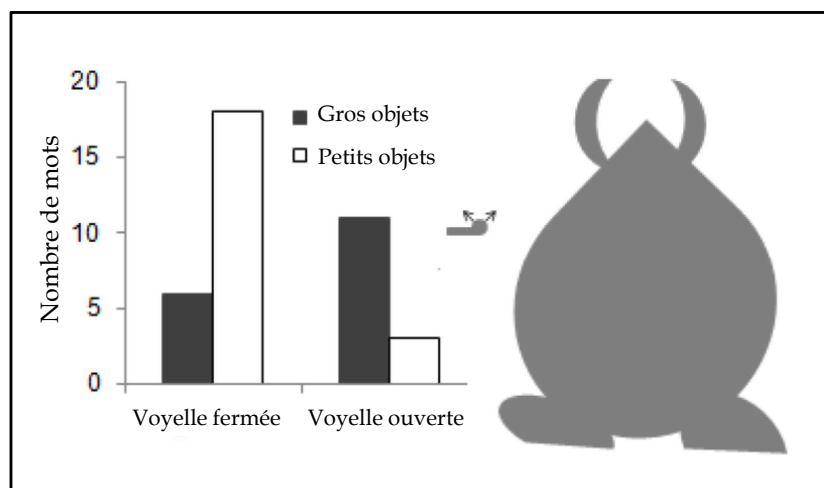 Nombre de mots
20
15
10
5
0
Gros objets
Petits objets
Voyelle fermée
Voyelle ouverte